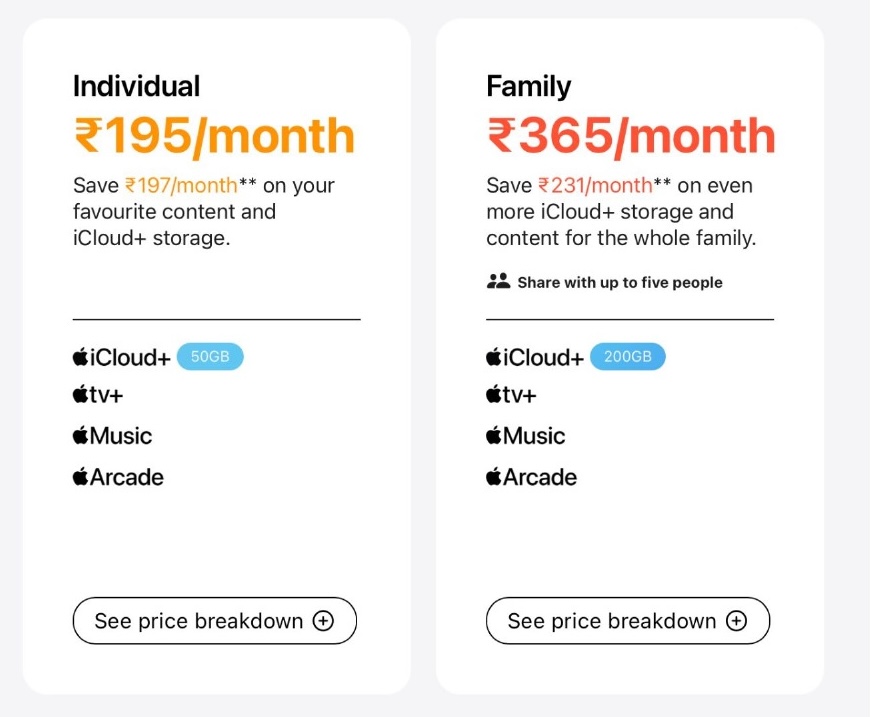 Individual
₹195/month
Save ₹197/month** on your
favourite content and
iCloud+ storage.
iCloud+ 50GB
tv+
Music
Arcade
See price breakdown
Family
₹365/month
Save ₹231/month** on even
more iCloud+ storage and
content for the whole family.
Share with up to five people
iCloud+ 200GB
tv+
Music
Arcade
See price breakdown